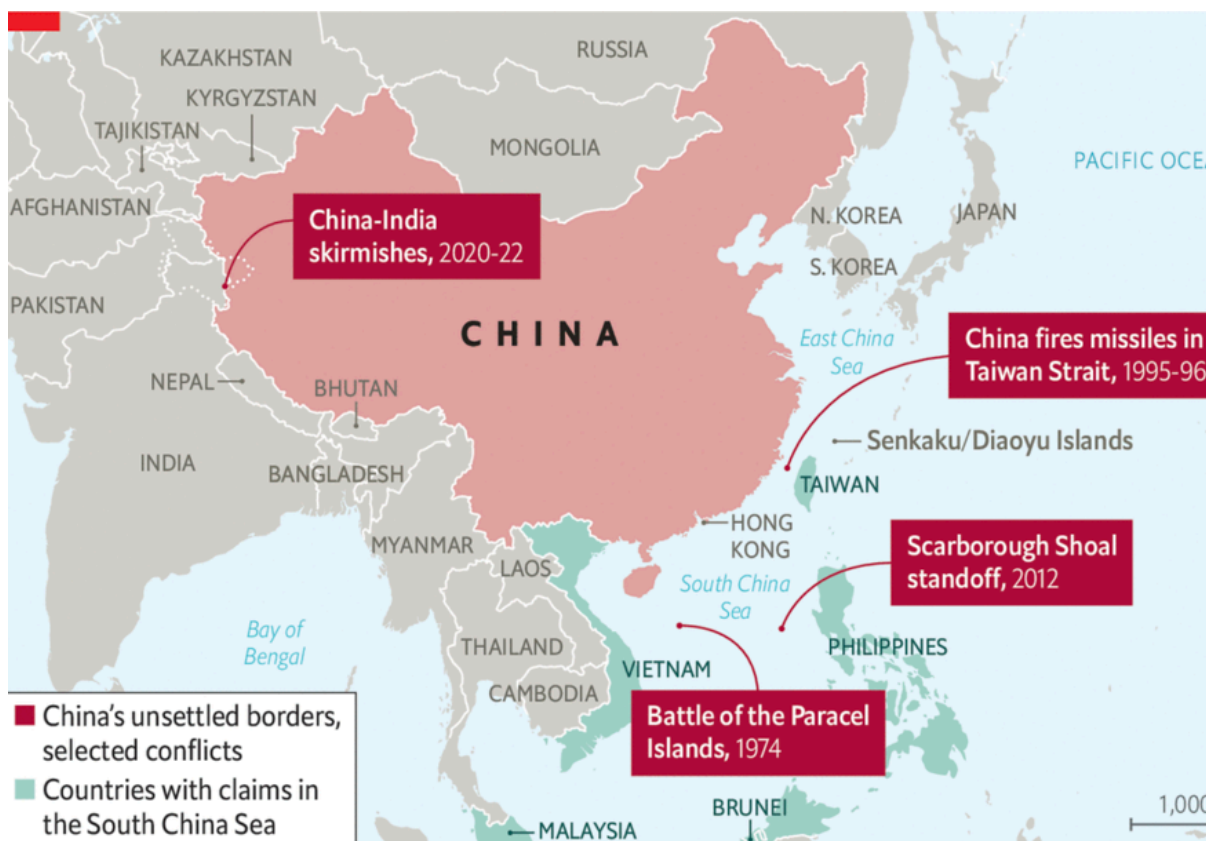 RUSSIA
KAZAKHSTAN
KYRGYZSTAN
TAJIKISTAN
MONGOLIA
PACIFIC OCEA
AFGHANISTAN
China-India
skirmishes, 2020-22
N. KOREA
JAPAN
S. KOREA
PAKISTAN
CHINA
East China
Sea
China fires missiles in
Taiwan Strait, 1995-96
NEPAL
BHUTAN
Senkaku/Diaoyu Islands
INDIA
BANGLADESH
TAIWAN
HONG
KONG
MYANMAR
LAOS
Scarborough Shoal
standoff, 2012
South China
Sea
Bay of
Bengal
THAILAND
VIETNAM
PHILIPPINES
CAMBODIA
Battle of the Paracel
Islands, 1974
China's unsettled borders,
selected conflicts
Countries with claims in
the South China Sea
BRUNEI
MALAYSIA
1,000